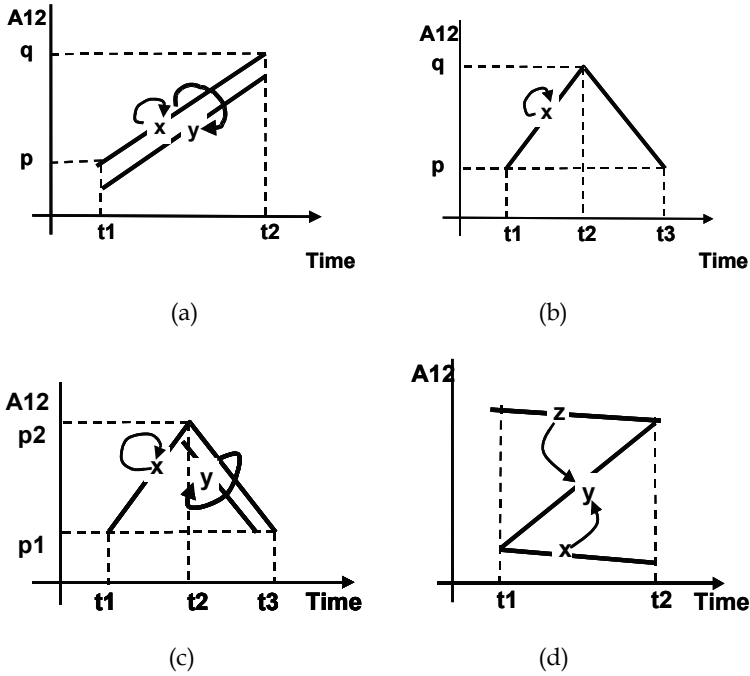 A12
q
x
y
p
t1 t2
Time
(a)
A12
q
x
p
t1 t2 t3
Time
(b)
A12
p2
x
y
p1
t1 t2 t3 Time
(c)
A12
z
y
x
t1 t2 Time
(d)